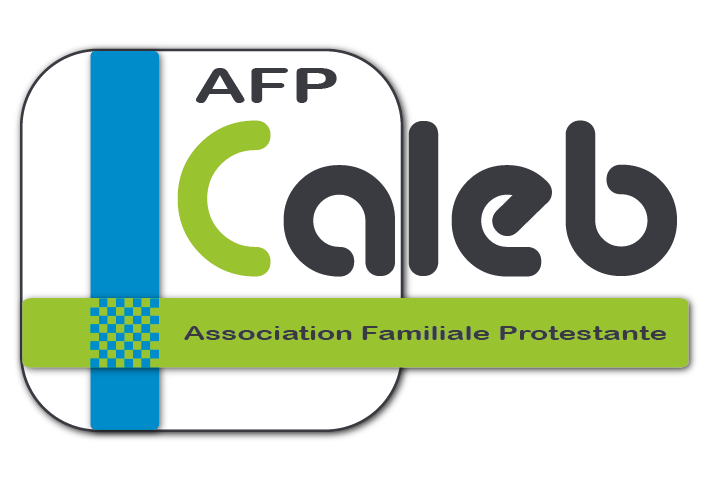 AFP
Caleb
Association Familiale Protestante